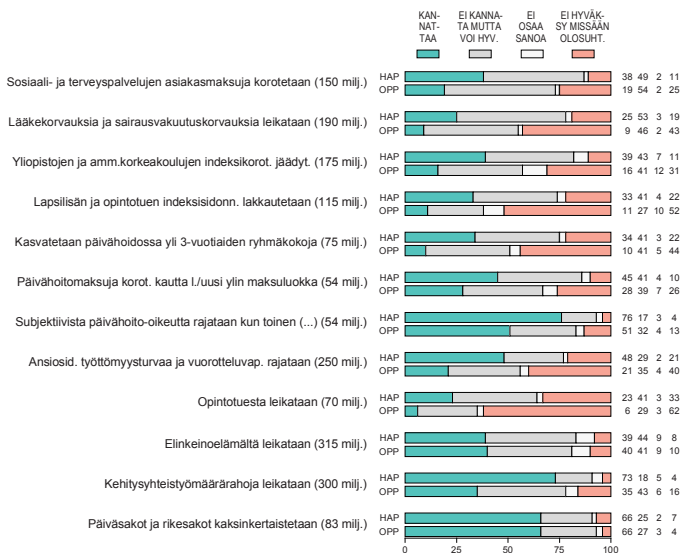 KAN-
NAT-
TAA
EI KANNA-
TA MUTTA
VOI HYV.
EI
OSAA
SANOA
EI HYVÄK-
SY MISSÄÄN
OLOSUHT.
Sosiaali- ja terveyspalvelujen asiakasmaksuja korotetaan (150 milj.)
HAP 38 49 2 11
OPP 19 54 2 25
Lääkekorvauksia ja sairausvakuutuskorvauksia leikataan (190 milj.)
HAP 25 53 3 19
OPP 9 46 2 43
Yliopistojen ja amm.korkeakoulujen indeksikorot. jäädyt. (175 milj.)
HAP 39 43 7 11
OPP 16 41 12 31
Lapsilisän ja opintotuen indeksisidonn. lakkautetaan (115 milj.)
HAP 33 41 4 22
OPP 11 27 10 52
Kasvatetaan päivähoidossa yli 3-vuotiaiden ryhmäkokoja (75 milj.)
HAP 34 41 3 22
OPP 10 41 5 44
Päivähoitomaksuja korot. kautta l./uusi ylin maksuluokka (54 milj.)
HAP 45 41 4 10
OPP 28 39 7 26
Subjektiivista päivähoito-oikeutta rajataan kun toinen (...) (54 milj.)
HAP 76 17 3 4
OPP 51 32 4 13
Ansiosid. työttömyysturvaa ja vuorotteluvap. rajataan (250 milj.)
HAP 48 29 2 21
OPP 21 35 4 40
Opintotuesta leikataan (70 milj.)
HAP 23 41 3 33
OPP 6 29 3 62
Elinkeinoelämältä leikataan (315 milj.)
HAP 39 44 9 8
OPP 40 41 9 10
Kehitysyhteistyömäärärahoja leikataan (300 milj.)
HAP 73 18 5 4
OPP 35 43 6 16
Päiväsakot ja rikesakot kaksinkertaistetaan (83 milj.)
HAP 66 25 2 7
OPP 66 27 3 4
0 25 50 75 100